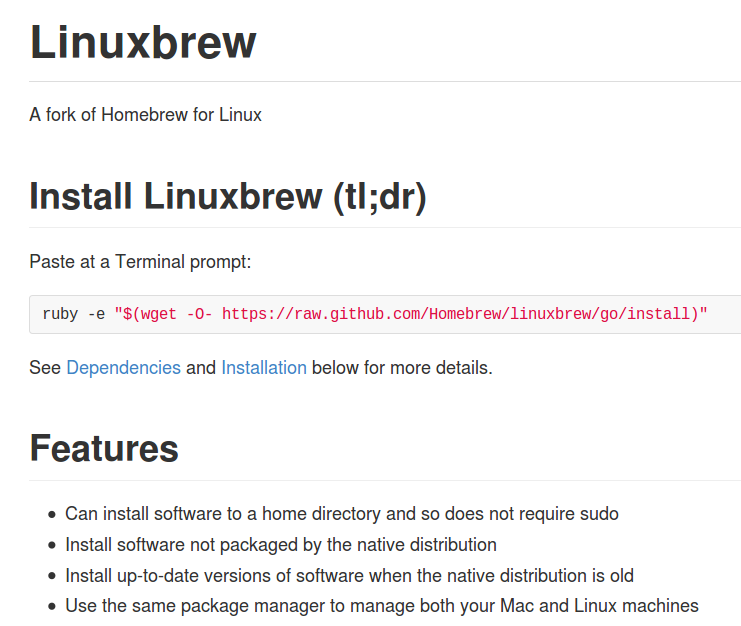 Linuxbrew
A fork of Homebrew for Linux
Install Linuxbrew (tl;dr)
Paste at a Terminal prompt:
ruby -e "$(wget -O- https://raw.github.com/Homebrew/linuxbrew/go/install)"
See Dependencies and Installation below for more details.
Features
• Can install software to a home directory and so does not require sudo
• Install software not packaged by the native distribution
• Install up-to-date versions of software when the native distribution is old
• Use the same package manager to manage both your Mac and Linux machines